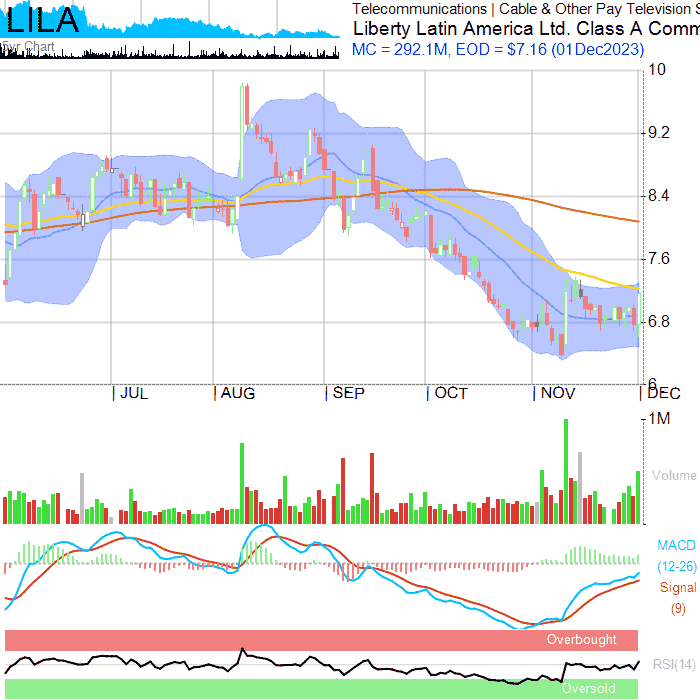 LILA
5yr Chart
Telecommunications | Cable & Other Pay Television S
Liberty Latin America Ltd. Class A Comm
MC = 292.1M, EOD = $7.16 (01Dec2023)
10
9.2
8.4
7.6
6.8
6
JUL
AUG
SEP
OCT
NOV
DEC
1M
Volume
MACD
(12-26)
Signal
(9)
Overbought
RSI(14)
Oversold